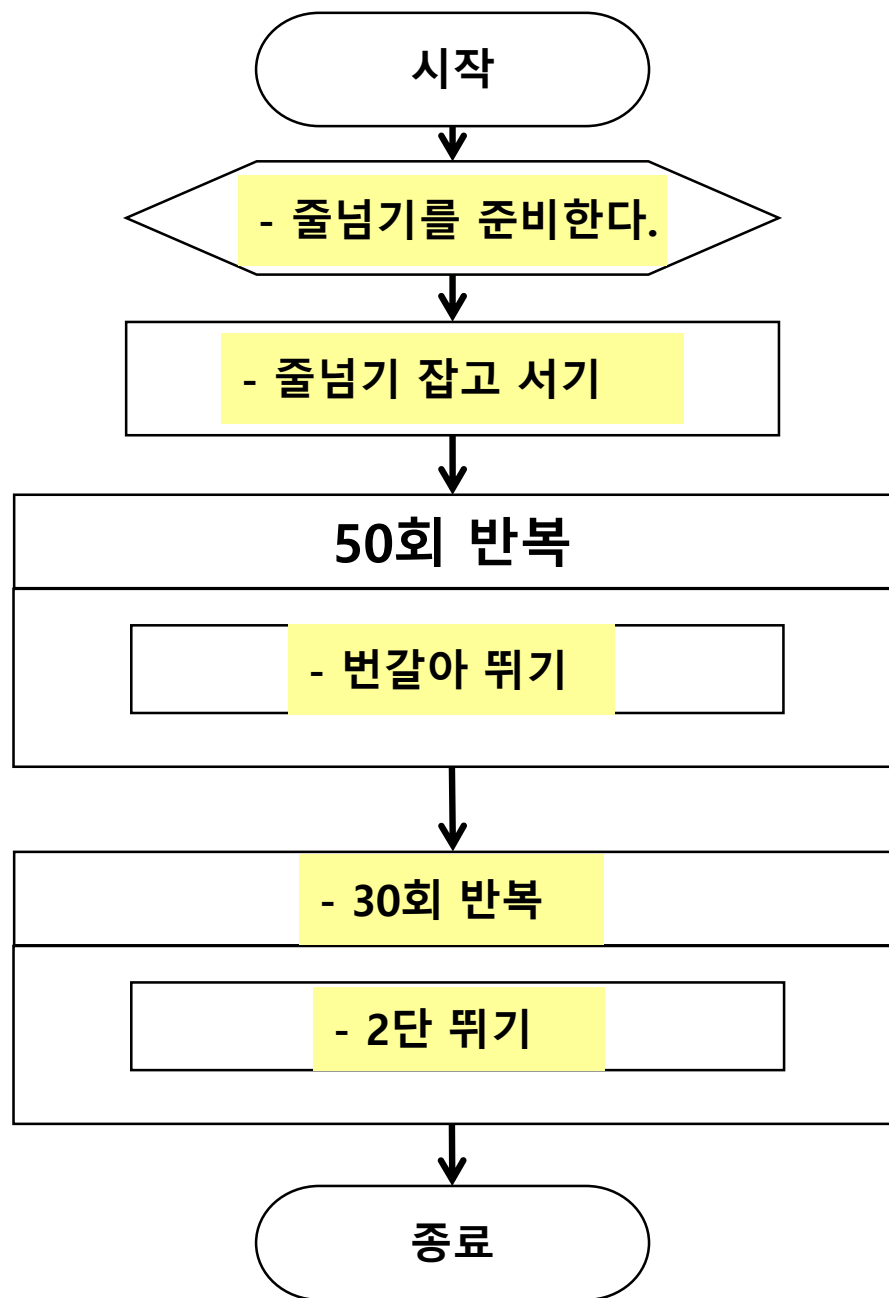 시작
- 줄넘기를 준비한다.
- 줄넘기 잡고 서기
50회 반복
- 번갈아 뛰기
- 30회 반복
- 2단 뛰기
종료